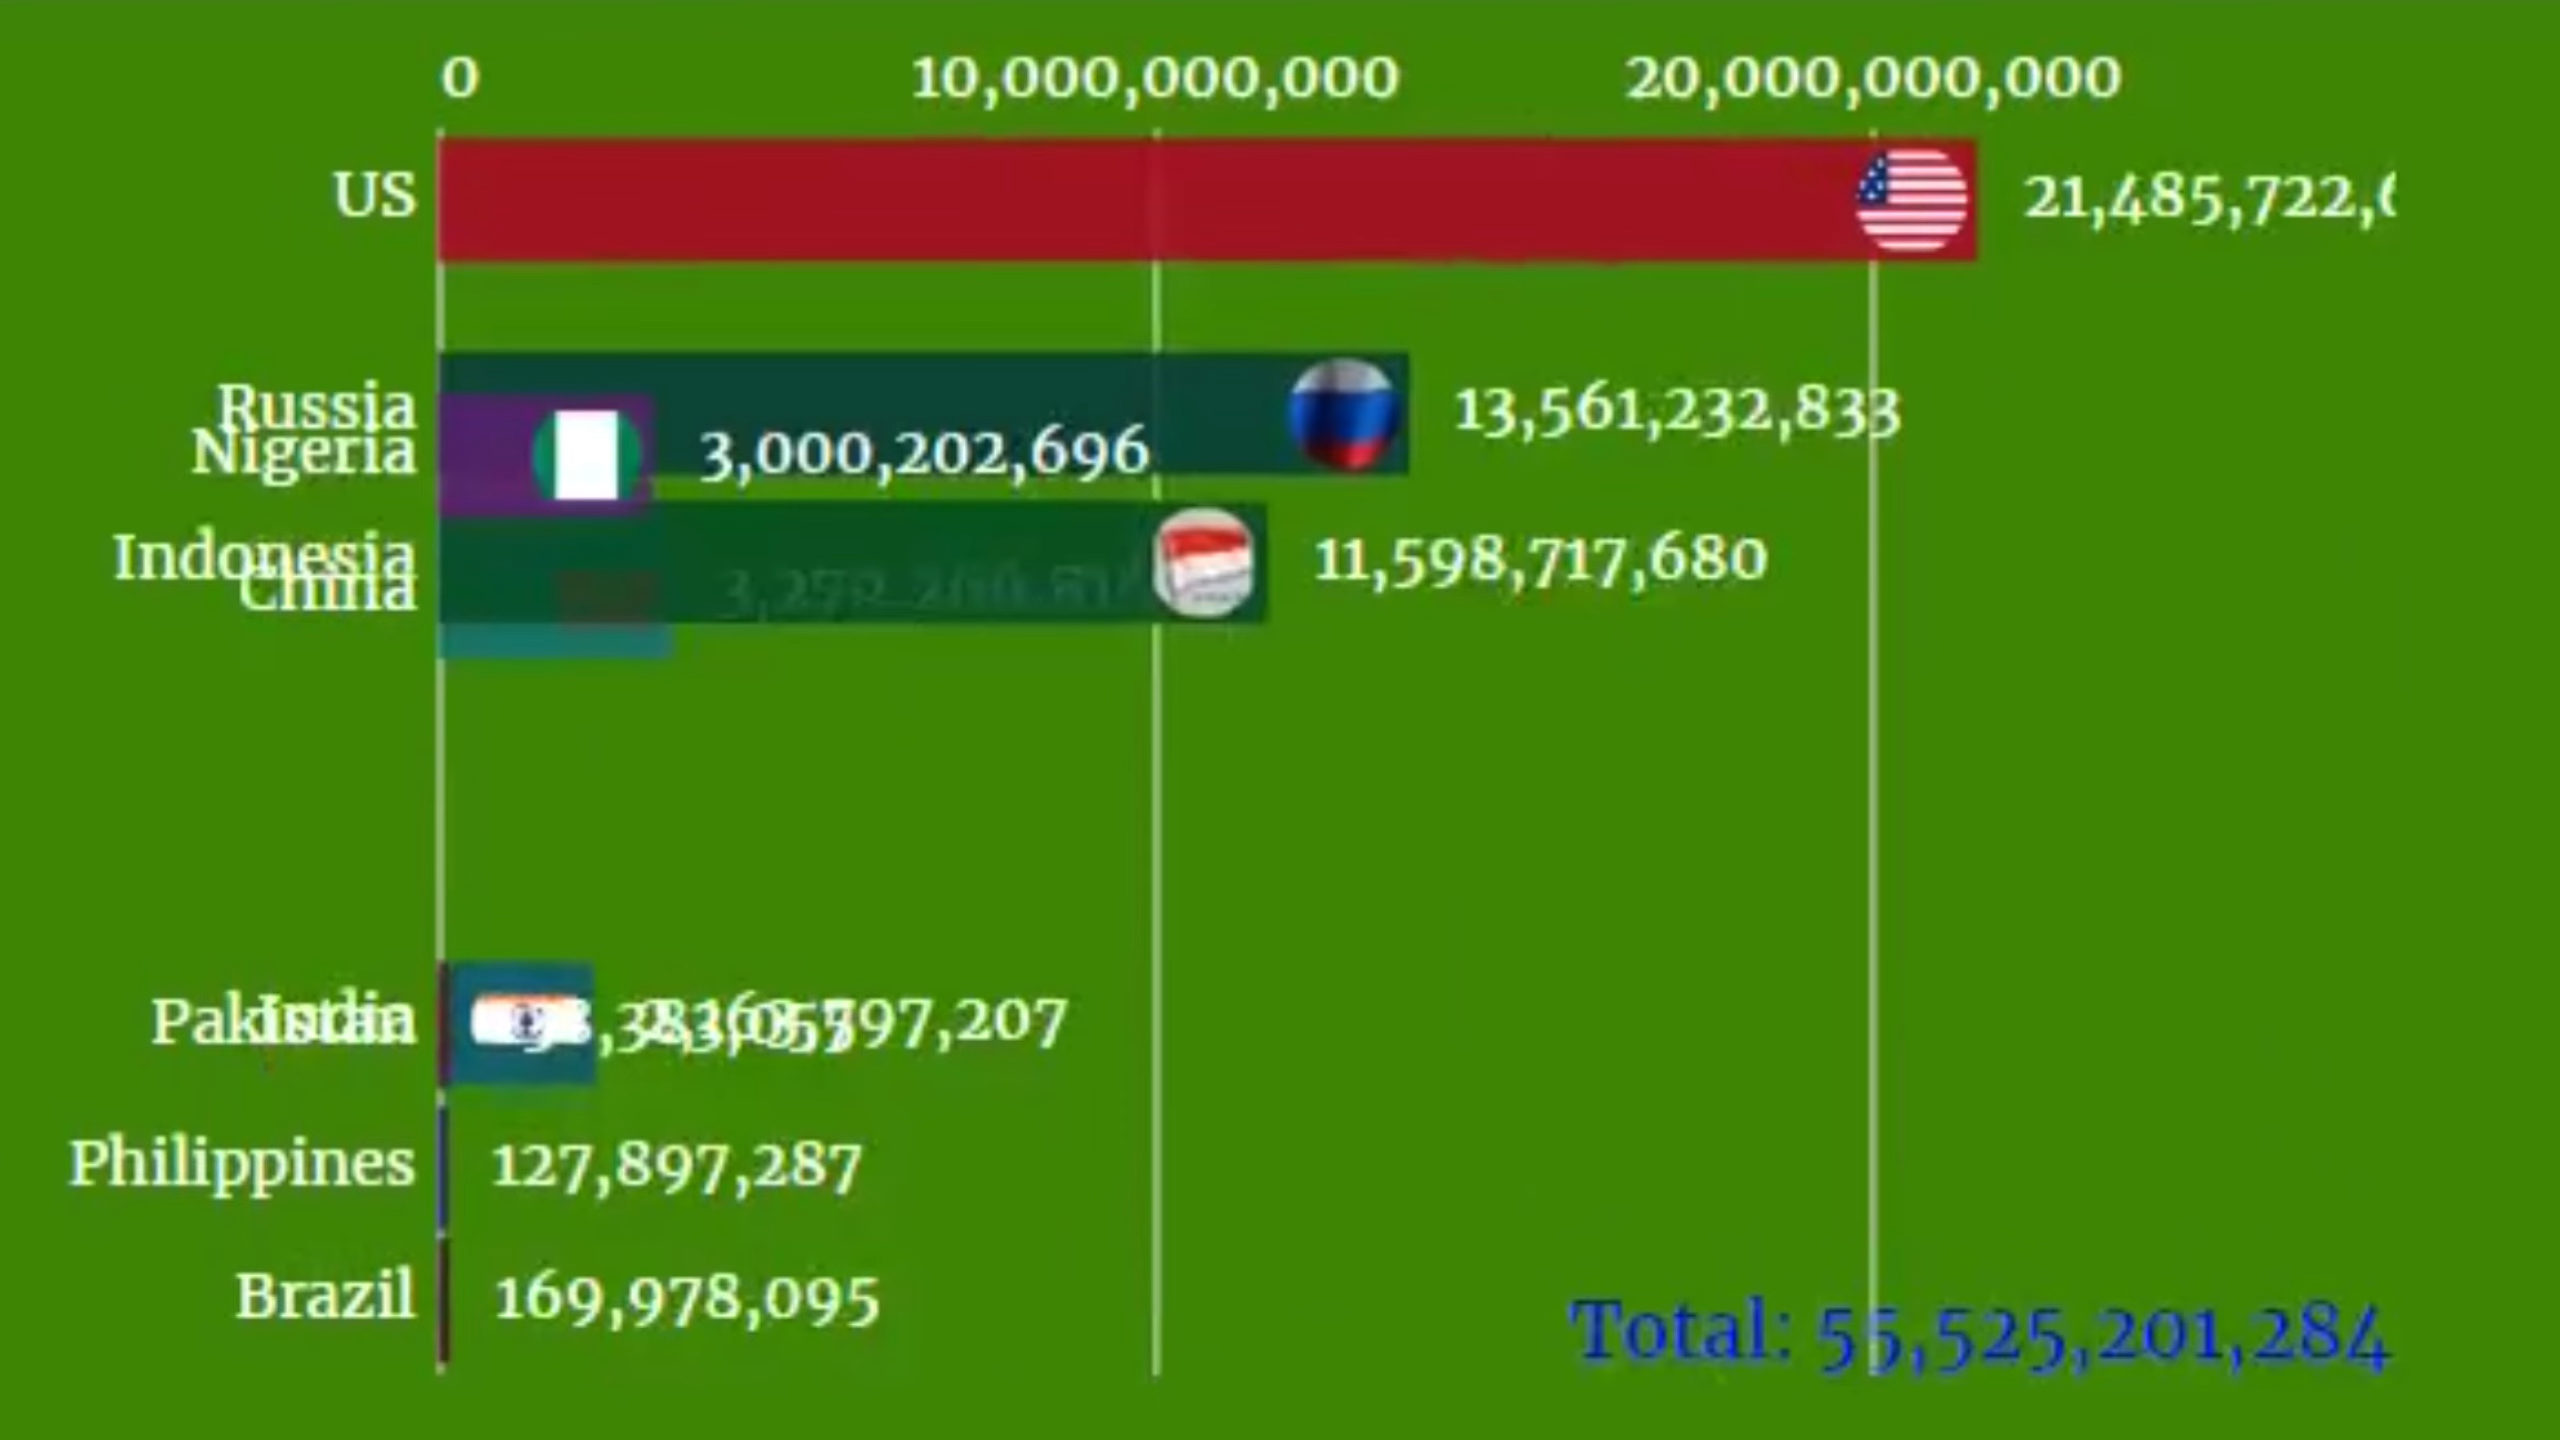 0 10,000,000,000 20,000,000,000
US 21,485,722,
Russia 13,561,232,833
Nigeria 3,000,202,696
Indonesia 11,598,717,680
China
Pakistan
India
Philippines 127,897,287
Brazil 169,978,095
Total: 55,525,201,284